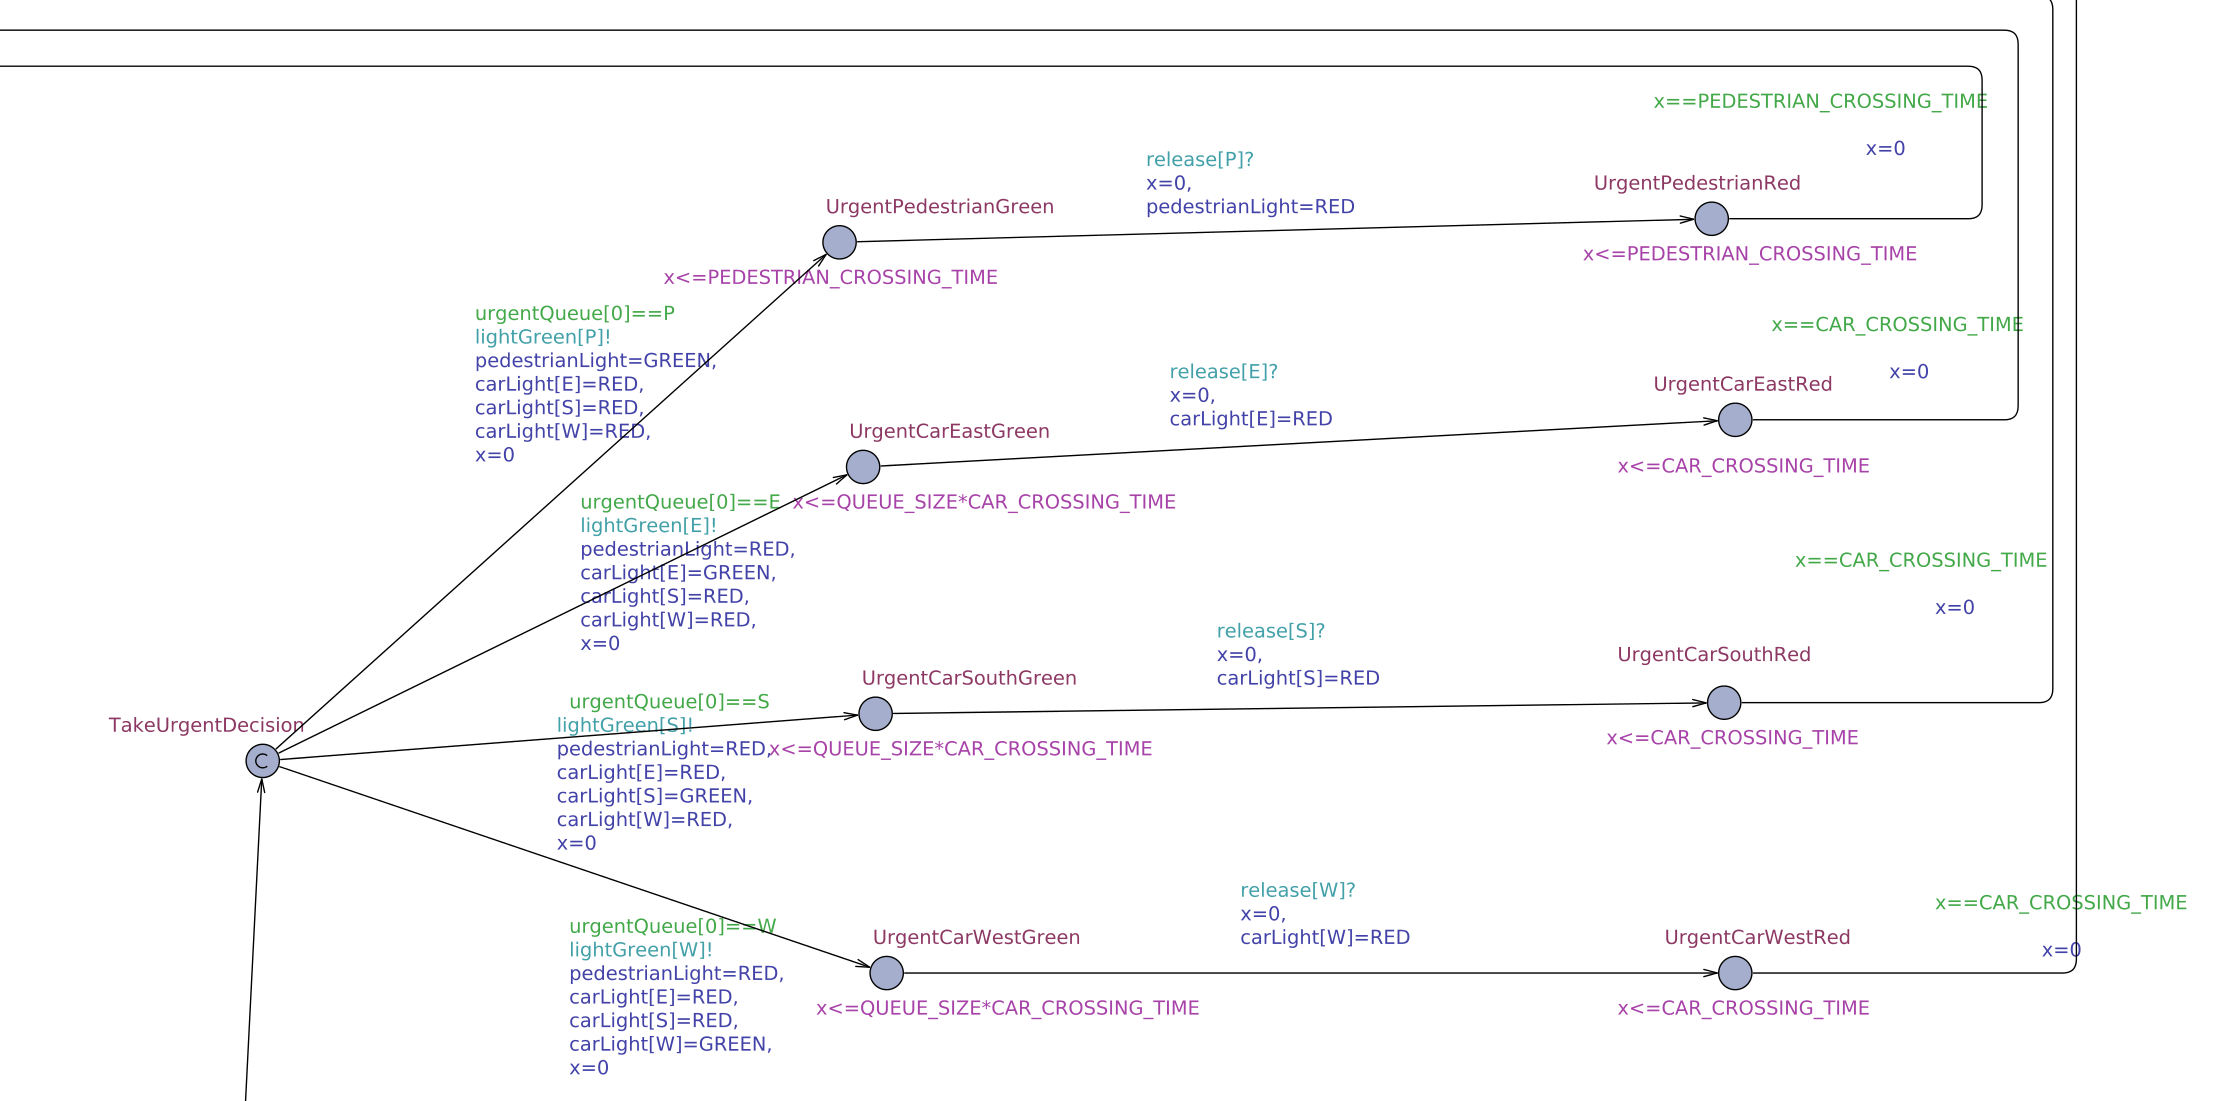 x==PEDESTRIAN_CROSSING_TIME
x=0
release[P]?
x=0,
pedestrianLight=RED
UrgentPedestrianGreen
UrgentPedestrianRed
x<=PEDESTRIAN_CROSSING_TIME
x<=PEDESTRIAN_CROSSING_TIME
urgentQueue[0]==P
lightGreen[P]!
pedestrianLight=GREEN,
carLight[E]=RED,
carLight[S]=RED,
carLight[W]=RED,
x=0
x==CAR_CROSSING_TIME
x=0
release[E]?
x=0,
carLight[E]=RED
UrgentCarEastGreen
UrgentCarEastRed
x<=QUEUE_SIZE*CAR_CROSSING_TIME
x<=CAR_CROSSING_TIME
urgentQueue[0]==E
lightGreen[E]!
pedestrianLight=RED,
carLight[E]=GREEN,
carLight[S]=RED,
carLight[W]=RED,
x=0
x==CAR_CROSSING_TIME
x=0
release[S]?
x=0,
carLight[S]=RED
UrgentCarSouthGreen
UrgentCarSouthRed
x<=QUEUE_SIZE*CAR_CROSSING_TIME
x<=CAR_CROSSING_TIME
TakeUrgentDecision
C
urgentQueue[0]==S
lightGreen[S]!
pedestrianLight=RED,
carLight[E]=RED,
carLight[S]=GREEN,
carLight[W]=RED,
x=0
x==CAR_CROSSING_TIME
x=0
release[W]?
x=0,
carLight[W]=RED
UrgentCarWestGreen
UrgentCarWestRed
x<=QUEUE_SIZE*CAR_CROSSING_TIME
x<=CAR_CROSSING_TIME
urgentQueue[0]==W
lightGreen[W]!
pedestrianLight=RED,
carLight[E]=RED,
carLight[S]=RED,
carLight[W]=GREEN,
x=0